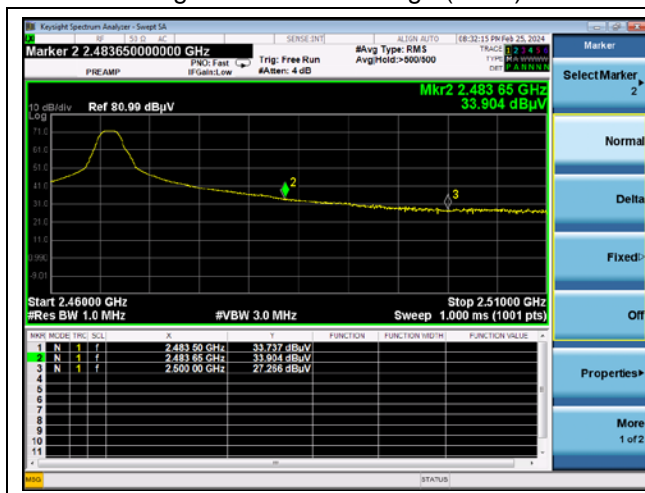 Keysight Spectrum Analyzer - Swept SA
RF 50 Ω AC SENSE:INT ALIGN AUTO 08:32:15 PM Feb 25, 2024
Marker 2 2.483650000000 GHz
PREAMP
PNO: Fast
IFGain:Low
Trig: Free Run
#Atten: 4 dB
#Avg Type: RMS
Avg|Hold:>500/500
TRACE 1 2 3 4 5 6
TYPE M A W W W W
DET P A N N N N
Mkr2 2.483 65 GHz
33.904 dBµV
10 dB/div Ref 80.99 dBµV
Log
71.0
61.0
51.0
41.0
31.0
21.0
11.0
0.990
-9.01
2
3
Start 2.46000 GHz
Stop 2.51000 GHz
#Res BW 1.0 MHz
#VBW 3.0 MHz
Sweep 1.000 ms (1001 pts)
MKR MODE TRC SCL X Y FUNCTION FUNCTION WIDTH FUNCTION VALUE
1 N 1 f 2.483 50 GHz 33.737 dBµV
2 N 1 f 2.483 65 GHz 33.904 dBµV
3 N 1 f 2.500 00 GHz 27.266 dBµV
4
5
6
7
8
9
10
11
MSG
STATUS
Marker
Select Marker
2
Normal
Delta
Fixed
Off
Properties
More
1 of 2